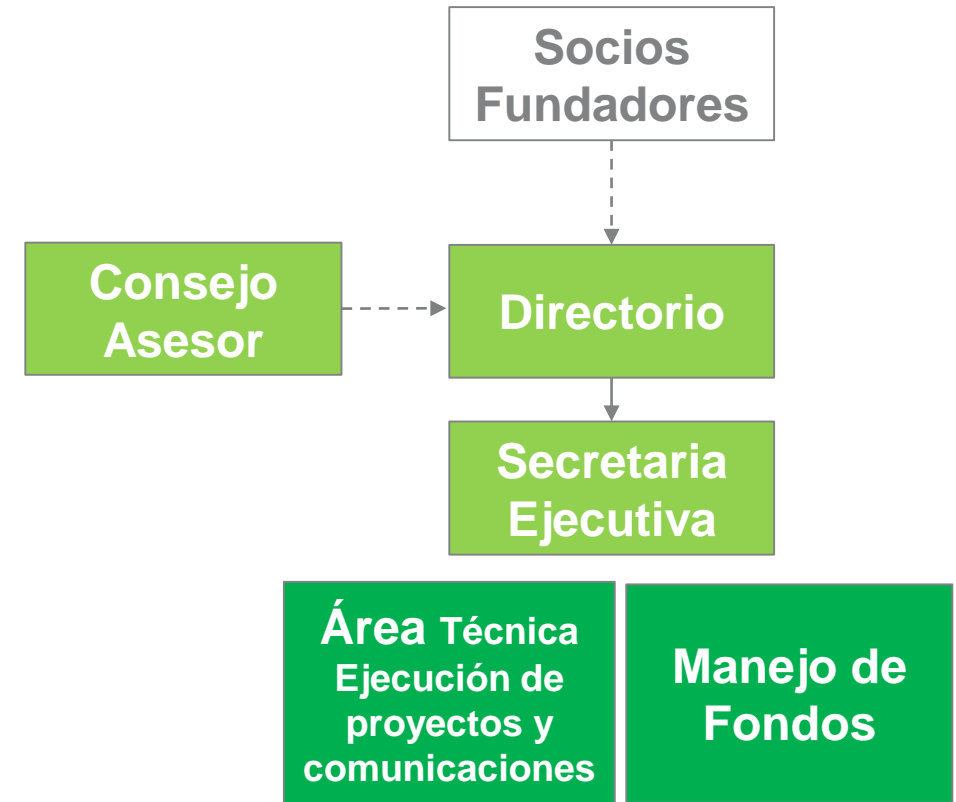 Socios
Fundadores
Consejo
Asesor
Directorio
Secretaria
Ejecutiva
Área Técnica
Ejecución de
proyectos y
comunicaciones
Manejo de
Fondos